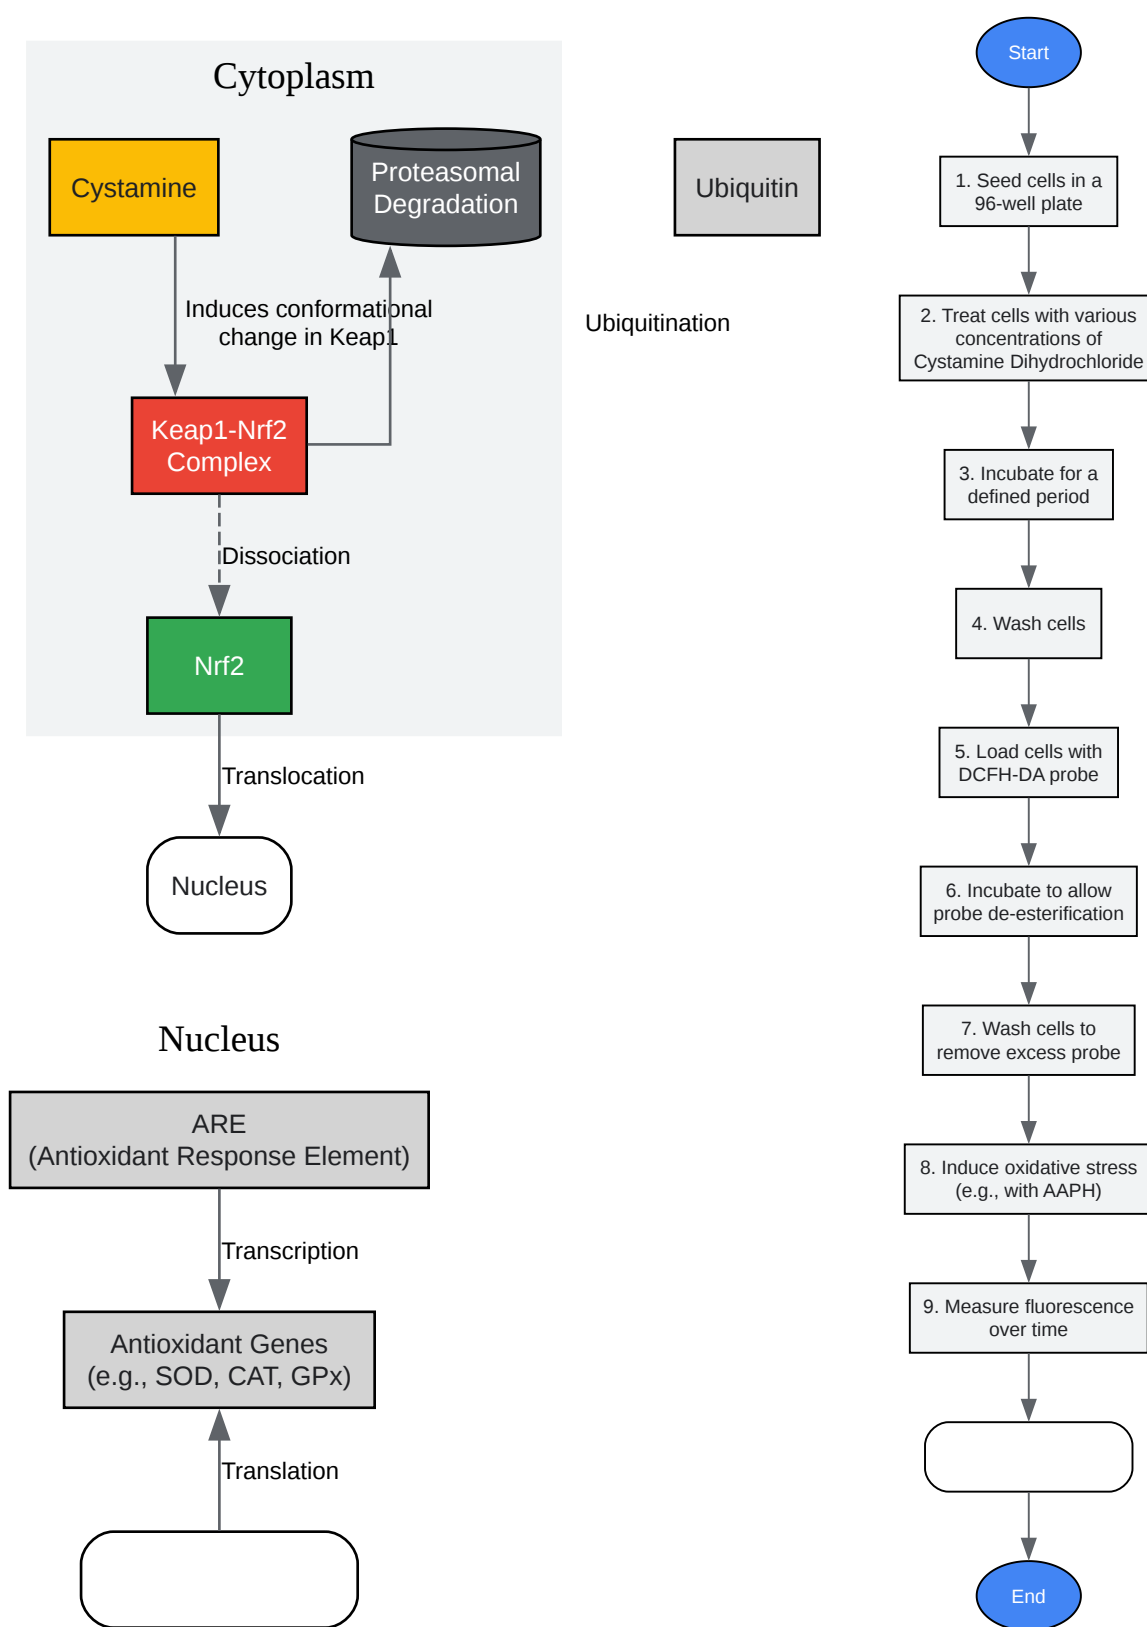 Cytoplasm
Cystamine
Proteasomal
Degradation
Ubiquitin
Induces conformational
change in Keap1
Ubiquitination
Keap1-Nrf2
Complex
Dissociation
Nrf2
Translocation
Nucleus
Nucleus
ARE
(Antioxidant Response Element)
Transcription
Antioxidant Genes
(e.g., SOD, CAT, GPx)
Translation
Start
1. Seed cells in a
96-well plate
2. Treat cells with various
concentrations of
Cystamine Dihydrochloride
3. Incubate for a
defined period
4. Wash cells
5. Load cells with
DCFH-DA probe
6. Incubate to allow
probe de-esterification
7. Wash cells to
remove excess probe
8. Induce oxidative stress
(e.g., with AAPH)
9. Measure fluorescence
over time
End